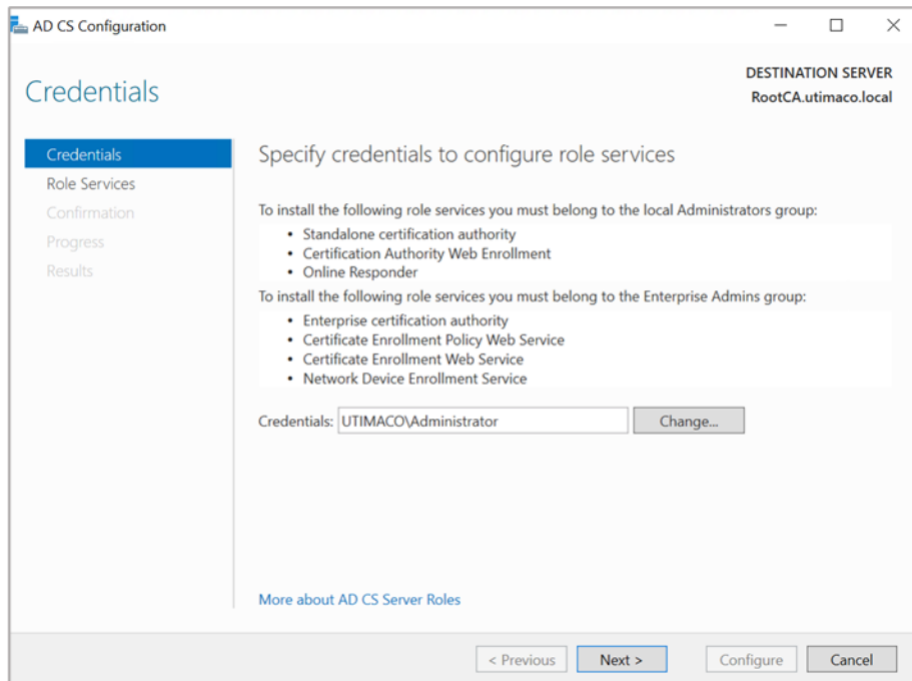 AD CS Configuration
Credentials
DESTINATION SERVER
RootCA.utimaco.local
Credentials
Role Services
Confirmation
Progress
Results
Specify credentials to configure role services
To install the following role services you must belong to the local Administrators group:
• Standalone certification authority
• Certification Authority Web Enrollment
• Online Responder
To install the following role services you must belong to the Enterprise Admins group:
• Enterprise certification authority
• Certificate Enrollment Policy Web Service
• Certificate Enrollment Web Service
• Network Device Enrollment Service
Credentials: UTIMACO\Administrator Change...
More about AD CS Server Roles
< Previous Next > Configure Cancel